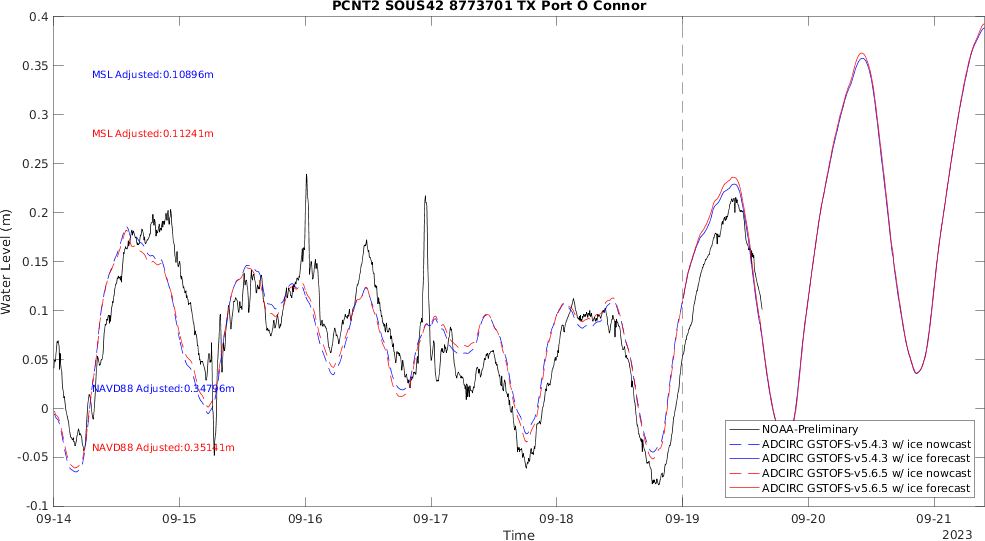 PCNT2 SOUS42 8773701 TX Port O Connor
0.4
0.35
0.3
0.25
0.2
0.15
0.1
0.05
0
-0.05
-0.1
Water Level (m)
MSL Adjusted:0.10896m
MSL Adjusted:0.11241m
NAVD88 Adjusted:0.34796m
NAVD88 Adjusted:0.35141m
NOAA-Preliminary
ADCIRC GSTOFS-v5.4.3 w/ ice nowcast
ADCIRC GSTOFS-v5.4.3 w/ ice forecast
ADCIRC GSTOFS-v5.6.5 w/ ice nowcast
ADCIRC GSTOFS-v5.6.5 w/ ice forecast
09-14 09-15 09-16 09-17 09-18 09-19 09-20 09-21
Time
2023